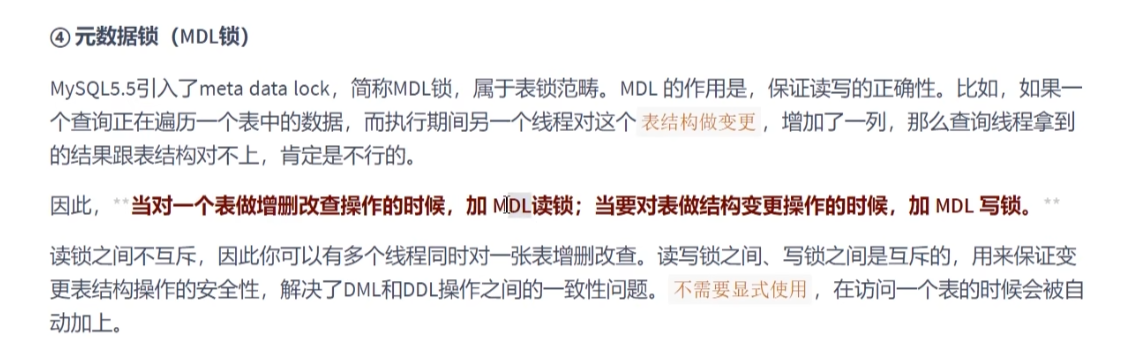 ④ 元数据锁（MDL锁）
MySQL5.5引入了meta data lock，简称MDL锁，属于表锁范畴。MDL 的作用是，保证读写的正确性。比如，如果一
个查询正在遍历一个表中的数据，而执行期间另一个线程对这个 表结构做变更 ，增加了一列，那么查询线程拿到
的结果跟表结构对不上，肯定是不行的。
因此，**当对一个表做增删改查操作的时候，加 MDL读锁；当要对表做结构变更操作的时候，加 MDL 写锁。**
读锁之间不互斥，因此你可以有多个线程同时对一张表增删改查。读写锁之间、写锁之间是互斥的，用来保证变
更表结构操作的安全性，解决了DML和DDL操作之间的一致性问题。 不需要显式使用 ，在访问一个表的时候会被自
动加上。